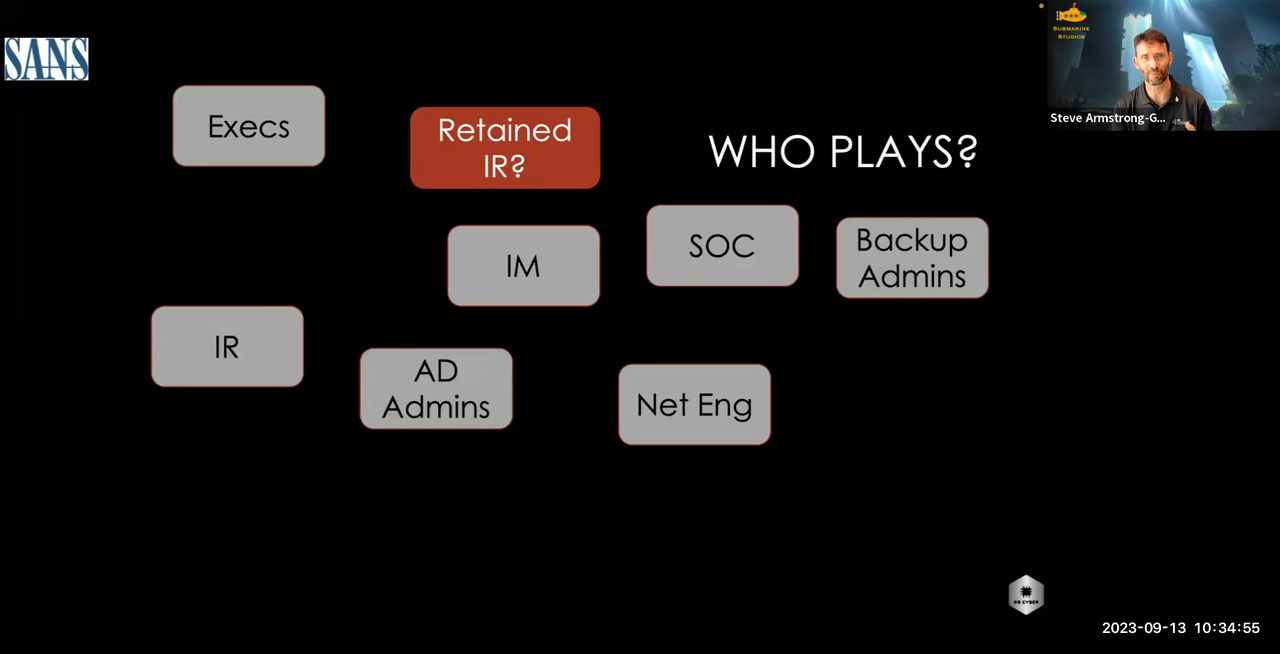 SANS
SUBMARINE
STUDIOS
Steve Armstrong-G...
Execs
Retained
IR?
WHO PLAYS?
IM
SOC
Backup
Admins
IR
AD
Admins
Net Eng
2023-09-13 10:34:55